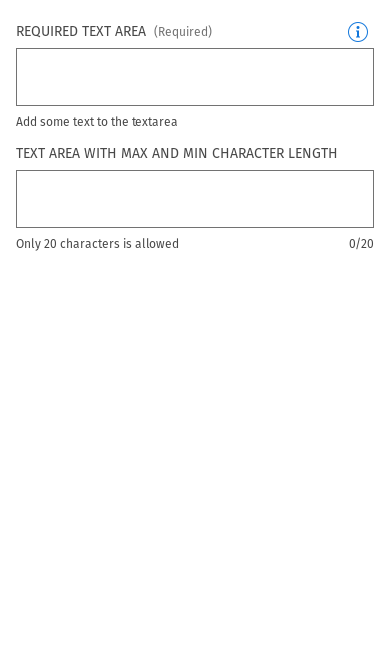 REQUIRED TEXT AREA (Required)
Add some text to the textarea
TEXT AREA WITH MAX AND MIN CHARACTER LENGTH
Only 20 characters is allowed 0/20